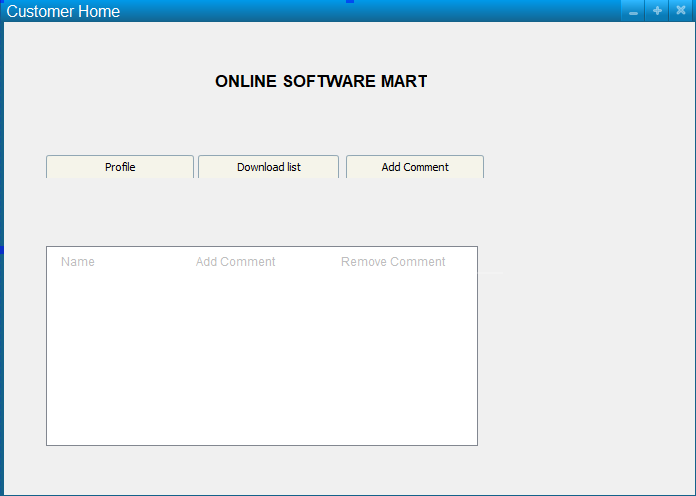 Customer Home
ONLINE SOFTWARE MART
Profile Download list Add Comment
Name Add Comment Remove Comment